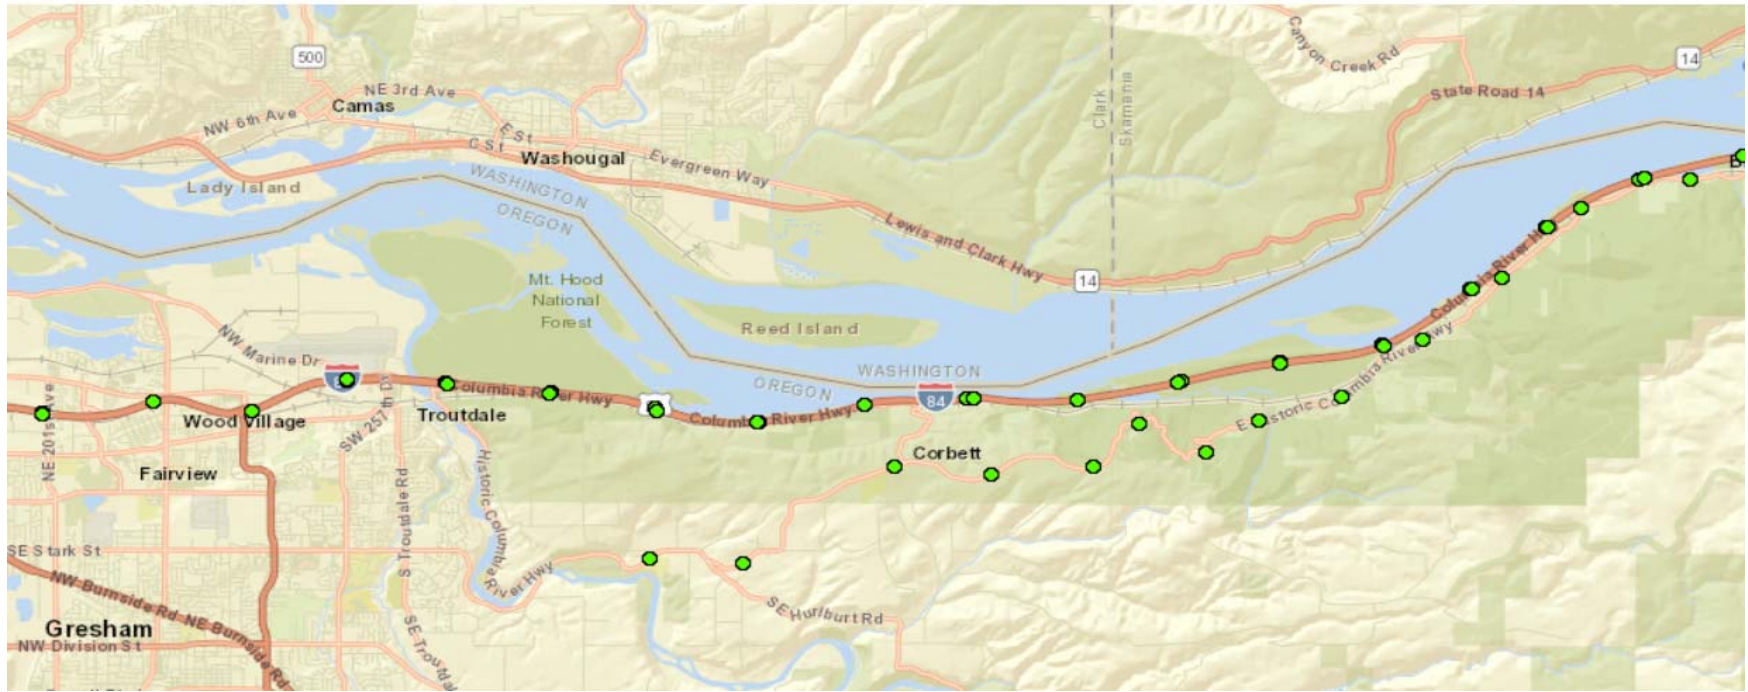 500
NE 3rd Ave
Camas
NW 6th Ave
E St
C St
Washougal
Evergreen Way
Lady Island
WASHINGTON
OREGON
Canyon Creek Rd
14
State Road 14
Clark
Skamania
Lewis and Clark Hwy
14
Mt. Hood
National
Forest
Reed Island
WASHINGTON
OREGON
84
Columbia River Hwy
NW Marine Dr
Columbia River Hwy
Columbia River Hwy
E Historic Columbia River Hwy
NE 201st Ave
Wood Village
SW 257th Dr
Troutdale
Fairview
Corbett
S Troutdale Rd
Historic Columbia River Hwy
SE Stark St
NW Burnside Rd
NE Burnside Rd
SE Hurlburt Rd
Gresham
NW Division St